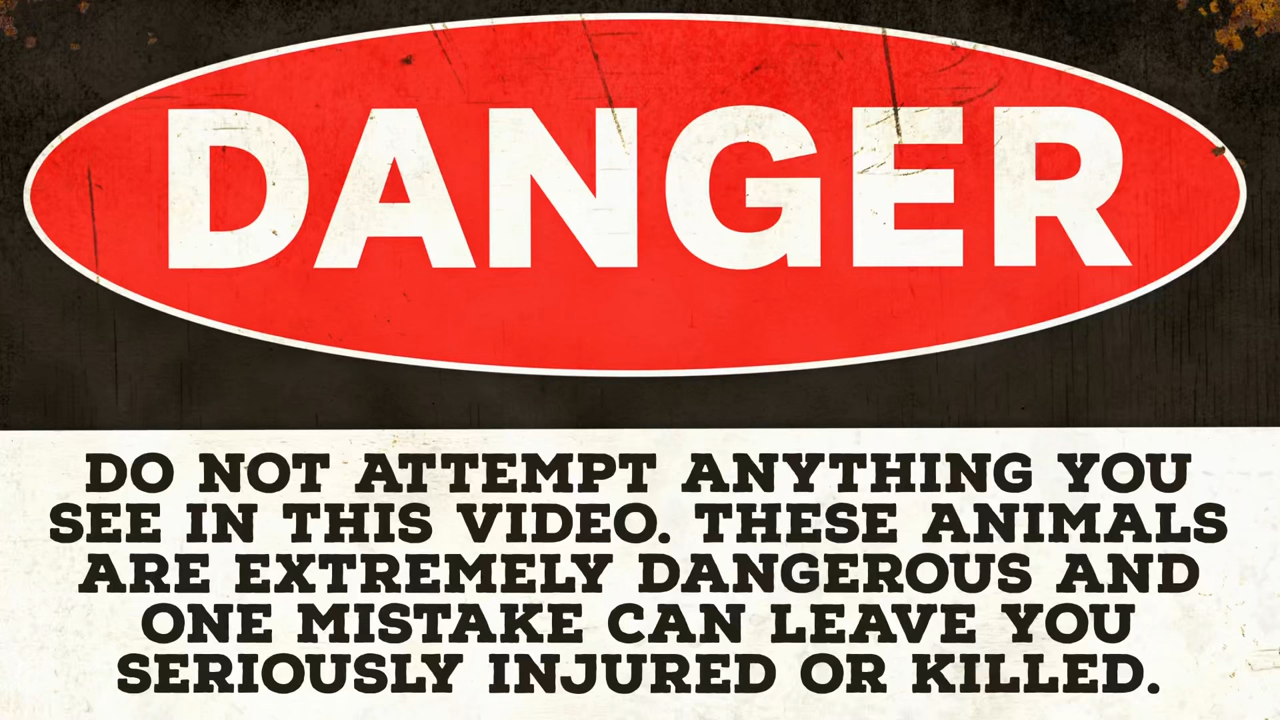 DANGER
DO NOT ATTEMPT ANYTHING YOU
SEE IN THIS VIDEO. THESE ANIMALS
ARE EXTREMELY DANGEROUS AND
ONE MISTAKE CAN LEAVE YOU
SERIOUSLY INJURED OR KILLED.